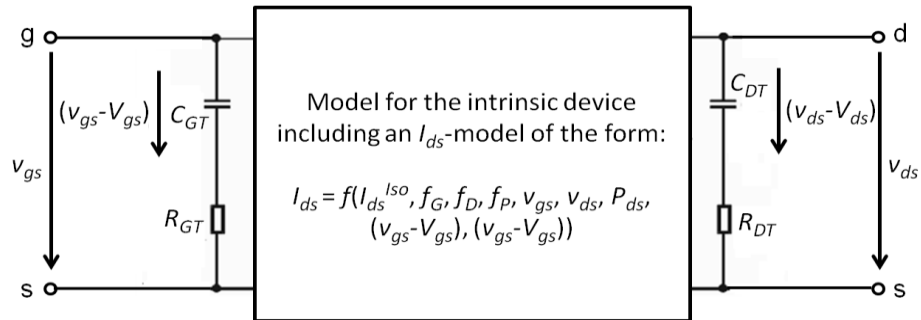 g
d
(vgs-Vgs)
CGT
vgs
RGT
s
Model for the intrinsic device
including an Ids-model of the form:
Ids = f(IdsIso, fG, fD, fP, vgs, vds, Pds,
(vgs-Vgs), (vgs-Vgs))
CDT
(vds-Vds)
vds
RDT
s